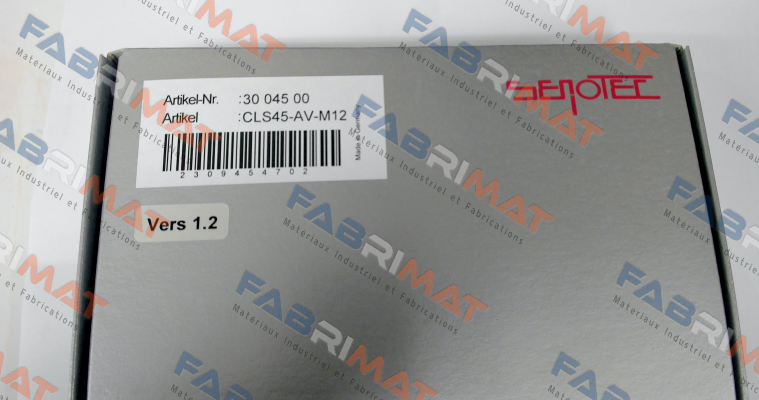 Artikel-Nr. :30 045 00
Artikel :CLS45-AV-M12
Made in Germany
2309454702
Vers 1.2
SENOTEC
FABRIMAT
Materiaux Industriel et Fabrications